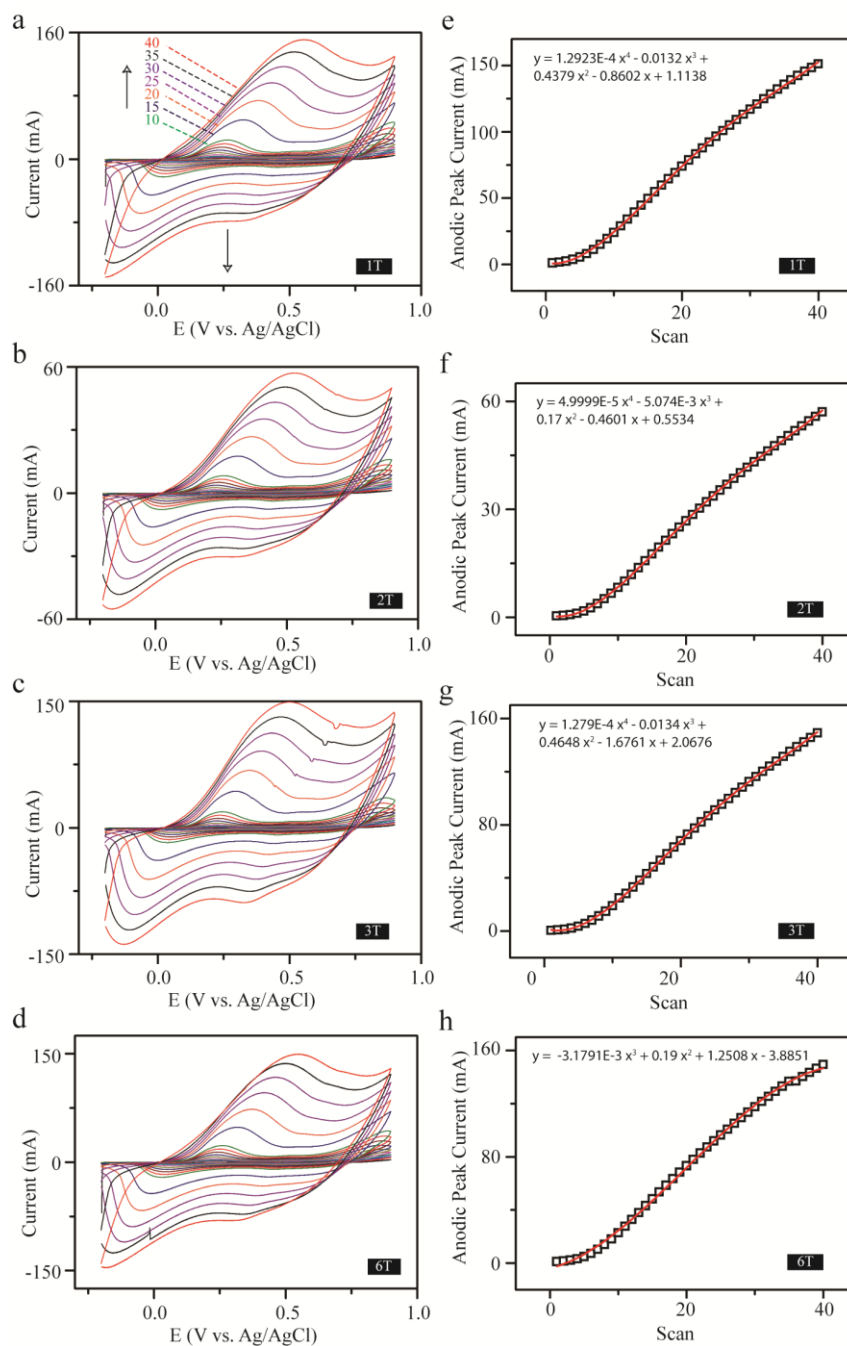 a
160
0
-160
Current (mA)
40
35
30
25
20
15
10
1T
0.0 0.5 1.0
E (V vs. Ag/AgCl)
e
y = 1.2923E-4 x⁴ - 0.0132 x³ +
0.4379 x² - 0.8602 x + 1.1138
150
100
50
0
Anodic Peak Current (mA)
1T
0 20 40
Scan
b
60
0
-60
Current (mA)
2T
0.0 0.5 1.0
E (V vs. Ag/AgCl)
f
y = 4.9999E-5 x⁴ - 5.074E-3 x³ +
0.17 x² - 0.4601 x + 0.5534
60
30
0
Anodic Peak Current (mA)
2T
0 20 40
Scan
c
150
0
-150
Current (mA)
3T
0.0 0.5 1.0
E (V vs. Ag/AgCl)
g
y = 1.279E-4 x⁴ - 0.0134 x³ +
0.4648 x² - 1.6761 x + 2.0676
160
80
0
Anodic Peak Current (mA)
3T
0 20 40
Scan
d
150
0
-150
Current (mA)
6T
0.0 0.5 1.0
E (V vs. Ag/AgCl)
h
y = -3.1791E-3 x³ + 0.19 x² + 1.2508 x - 3.8851
160
80
0
Anodic Peak Current (mA)
6T
0 20 40
Scan